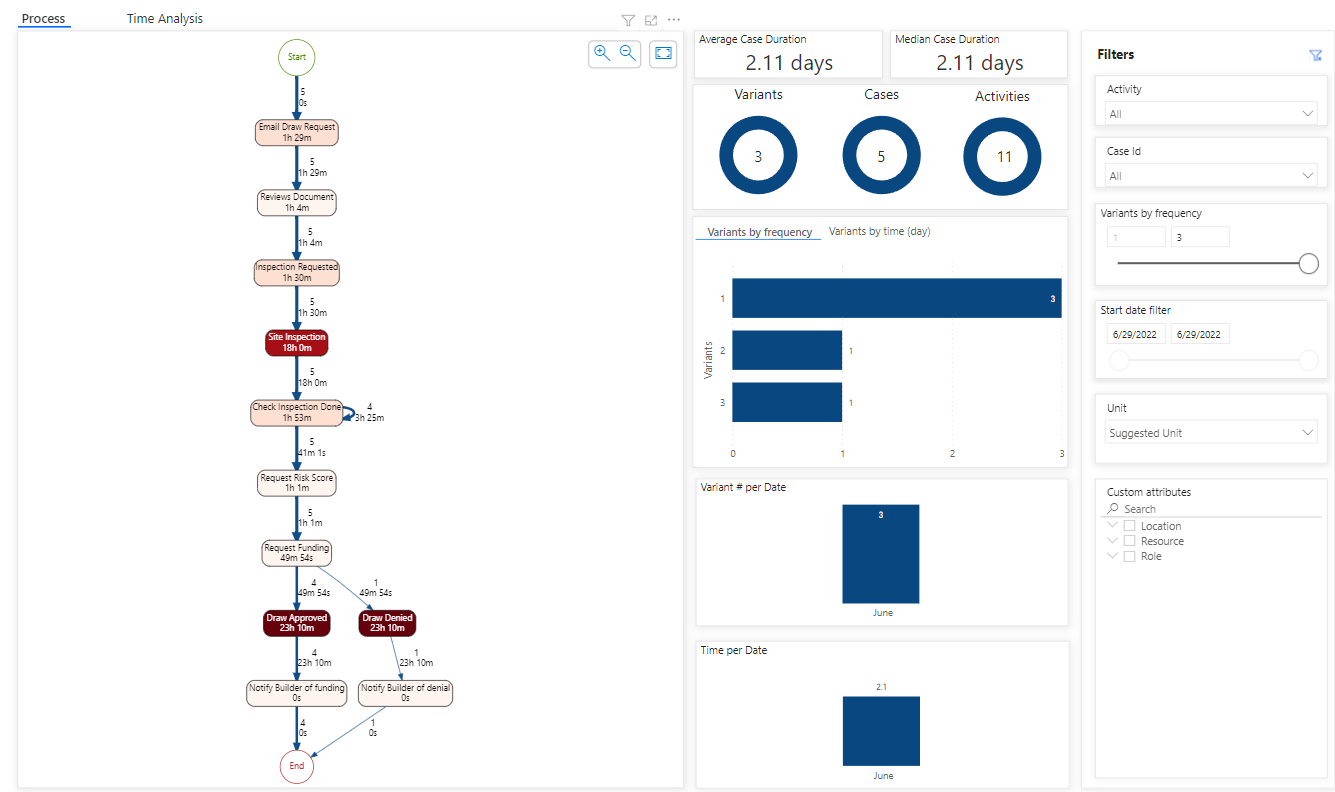 Process
Time Analysis
Start
5
0s
Email Draw Request
1h 29m
5
1h 29m
Reviews Document
1h 4m
5
1h 4m
Inspection Requested
1h 30m
5
1h 30m
Site Inspection
18h 0m
5
18h 0m
Check Inspection Done
1h 53m
4
3h 25m
5
41m 1s
Request Risk Score
1h 1m
5
1h 1m
Request Funding
49m 54s
4
49m 54s
1
49m 54s
Draw Approved
23h 10m
Draw Denied
23h 10m
4
23h 10m
1
23h 10m
Notify Builder of funding
0s
Notify Builder of denial
0s
4
0s
1
0s
End
Average Case Duration
2.11 days
Median Case Duration
2.11 days
Variants
Cases
Activities
3
5
11
Variants by frequency
Variants by time (day)
Variants
1
3
2
1
3
1
0
1
2
3
Variant # per Date
3
June
Time per Date
2.1
June
Filters
Activity
All
Case Id
All
Variants by frequency
1
3
Start date filter
6/29/2022
6/29/2022
Unit
Suggested Unit
Custom attributes
Search
Location
Resource
Role